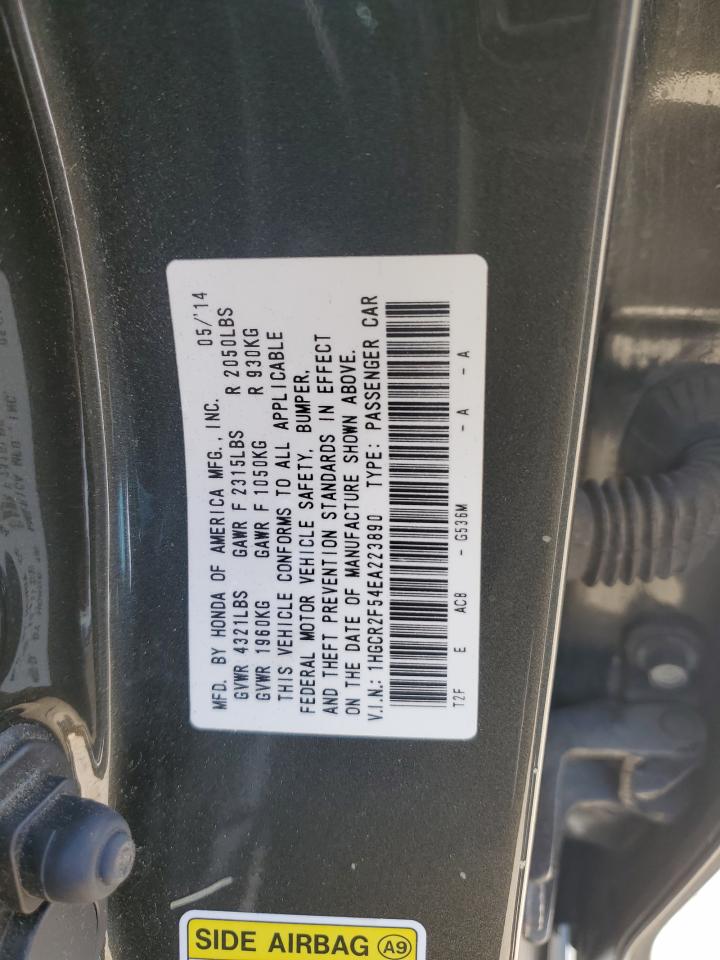 MFD. BY HONDA OF AMERICA MFG., INC. 05/'14
GVWR 4321LBS GAWR F 2315LBS R 2050LBS
GVWR 1960KG GAWR F 1050KG R 930KG
THIS VEHICLE CONFORMS TO ALL APPLICABLE
FEDERAL MOTOR VEHICLE SAFETY, BUMPER,
AND THEFT PREVENTION STANDARDS IN EFFECT
ON THE DATE OF MANUFACTURE SHOWN ABOVE.
V.I.N.: 1HGCR2F54EA223890 TYPE: PASSENGER CAR
T2F E AC8 - G536M - A - A
SIDE AIRBAG A9